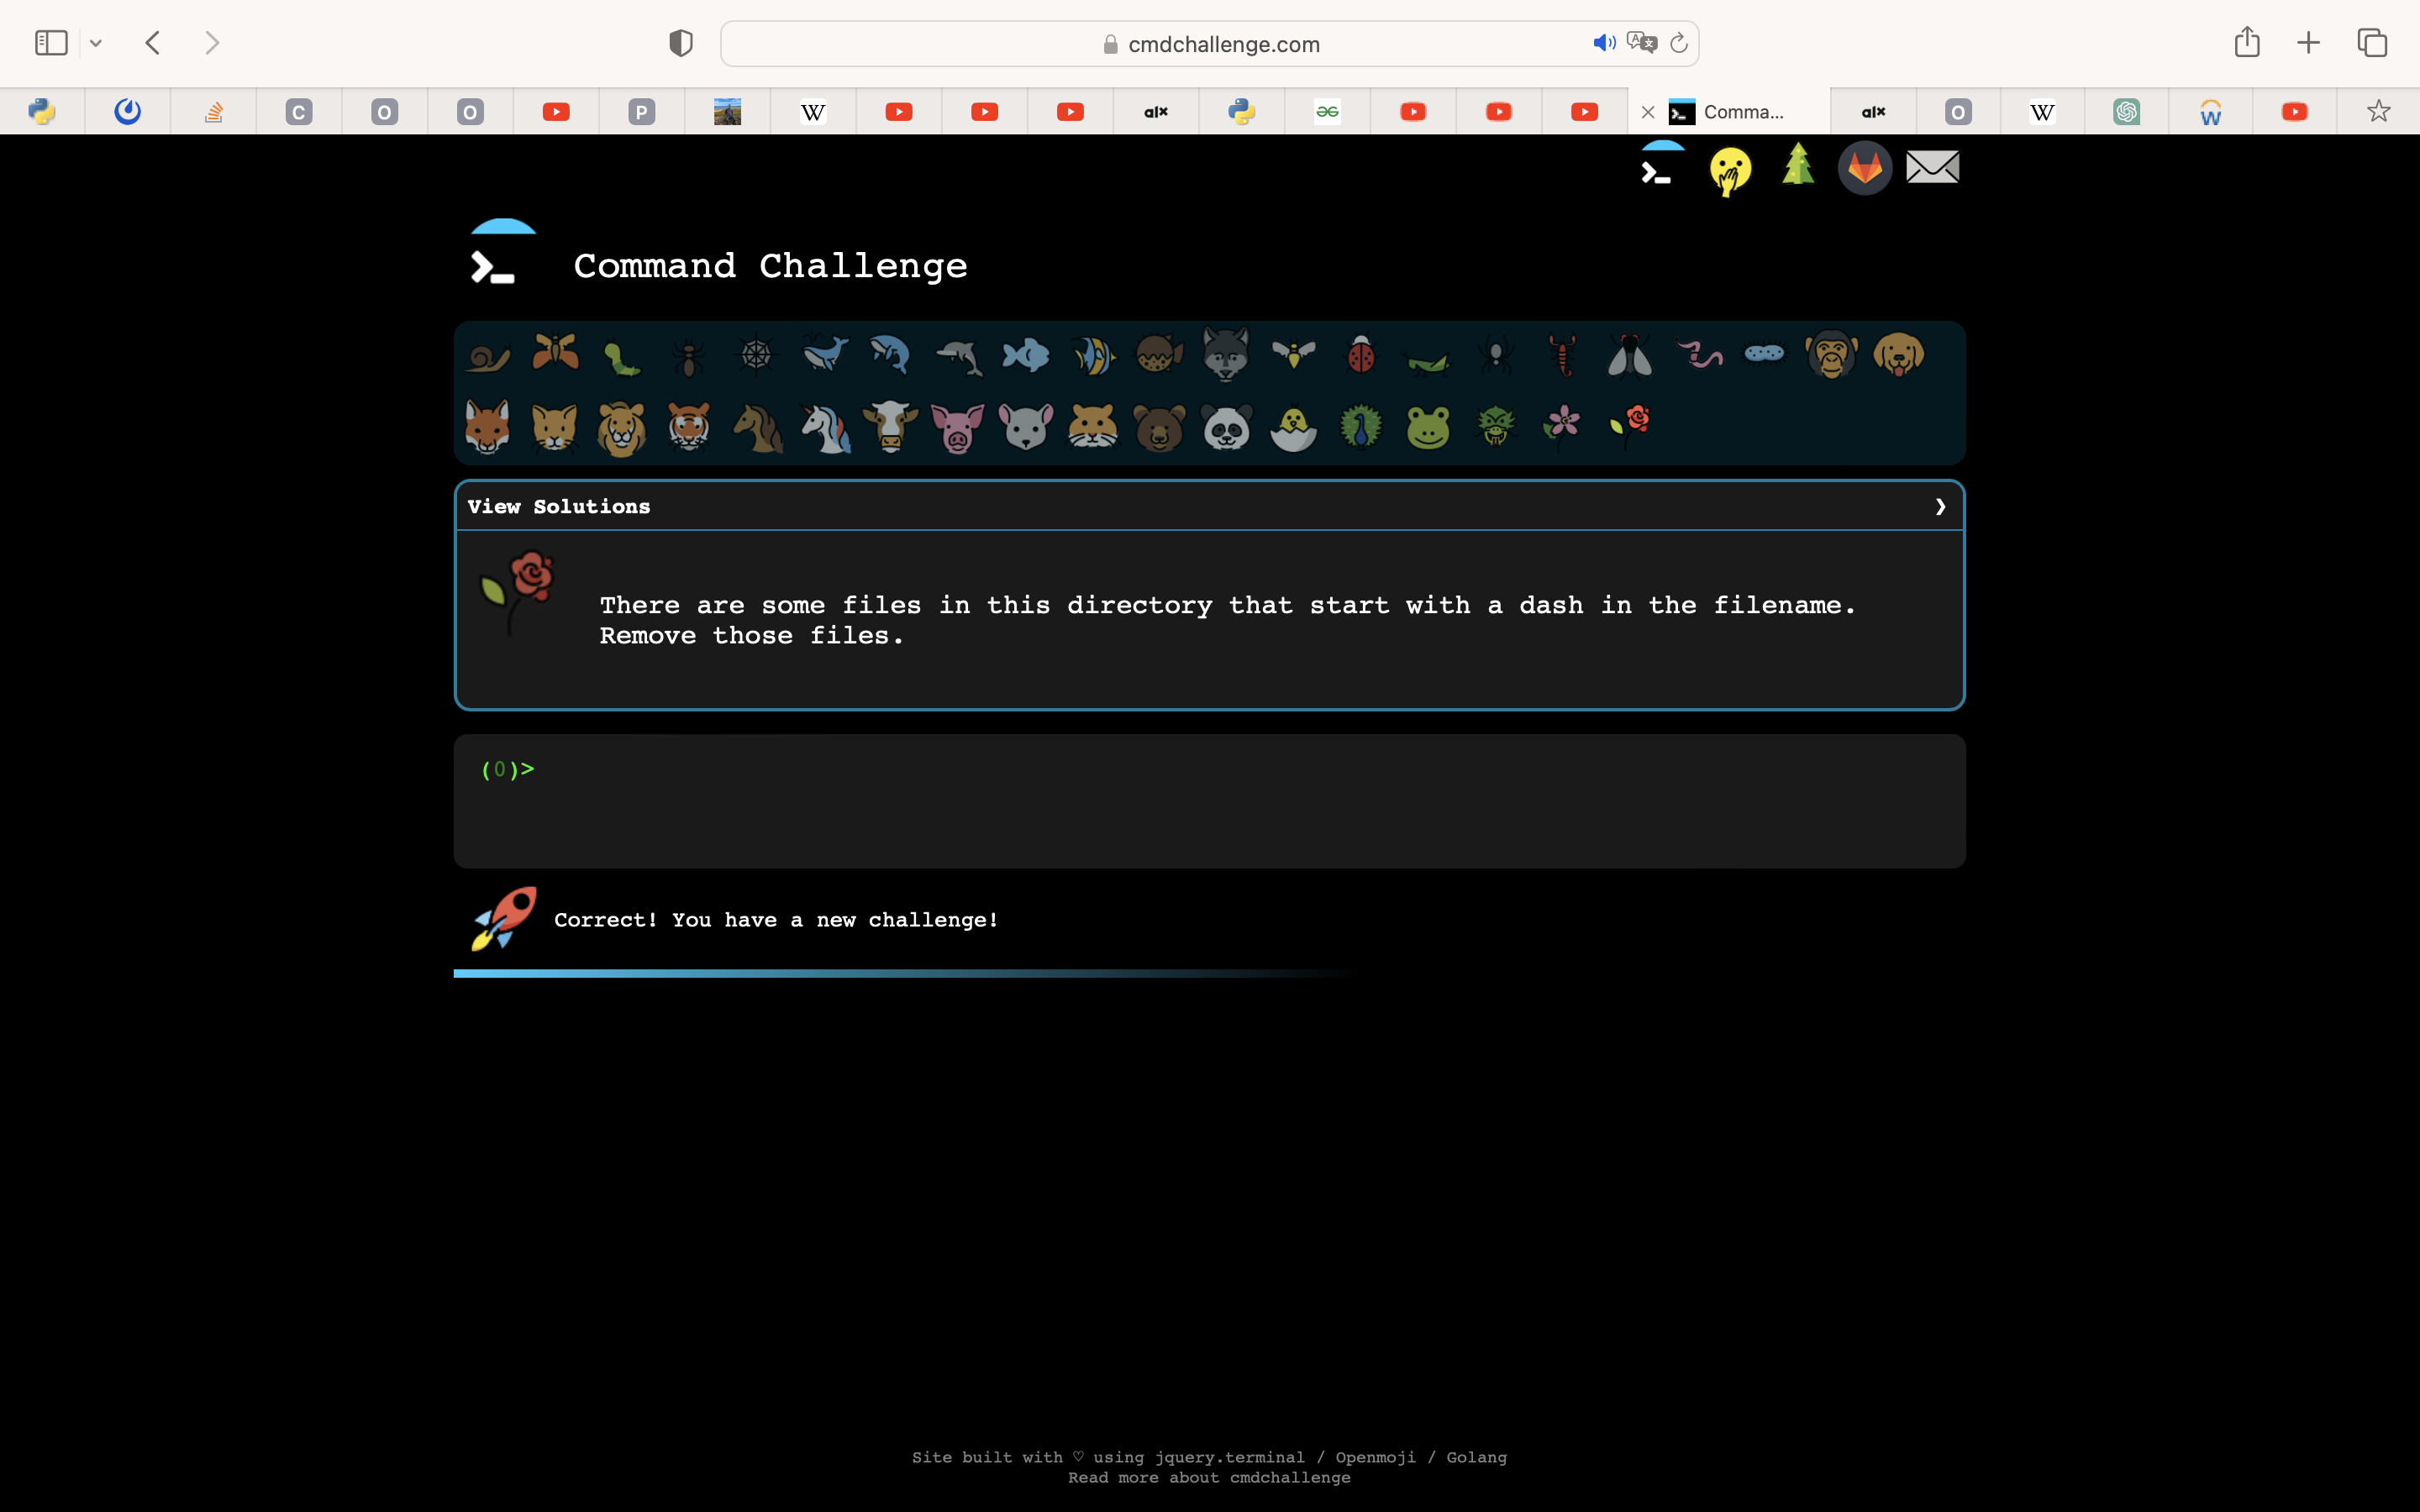 cmdchallenge.com
C O O P W alx alx O W W Comma...
Command Challenge
View Solutions
There are some files in this directory that start with a dash in the filename.
Remove those files.
(0)>
Correct! You have a new challenge!
Site built with ♡ using jquery.terminal / Openmoji / Golang
Read more about cmdchallenge